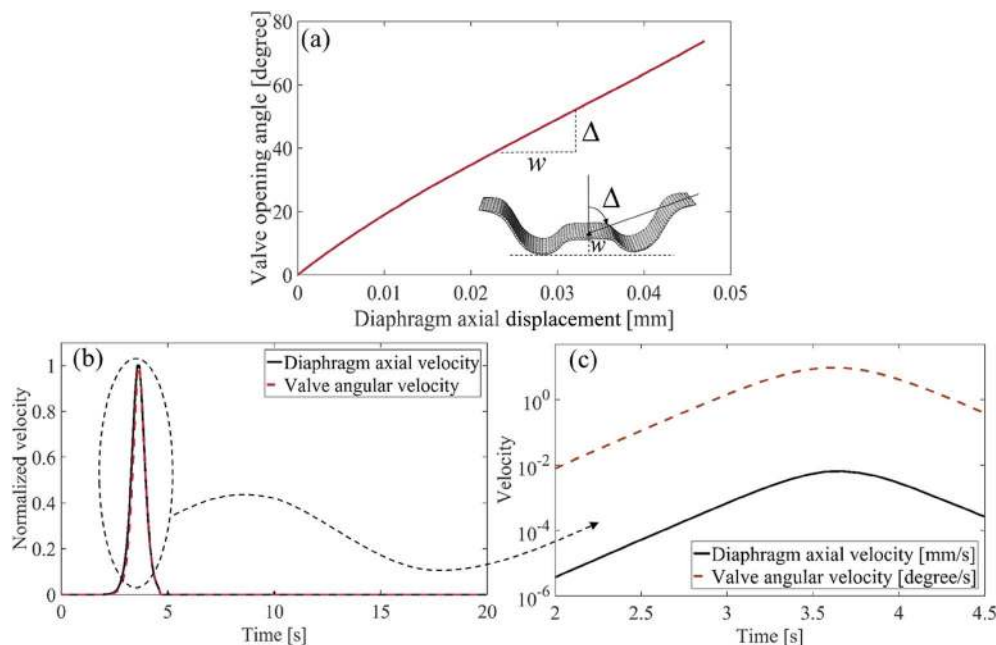 (a)
Valve opening angle [degree]
80
60
40
20
0
Δ
w
Δ
w
0 0.01 0.02 0.03 0.04 0.05
Diaphragm axial displacement [mm]
(b)
Normalized velocity
1
0.8
0.6
0.4
0.2
0
Diaphragm axial velocity
Valve angular velocity
0 5 10 15 20
Time [s]
(c)
Velocity
10^0
10^-2
10^-4
10^-6
Diaphragm axial velocity [mm/s]
Valve angular velocity [degree/s]
2 2.5 3 3.5 4 4.5
Time [s]